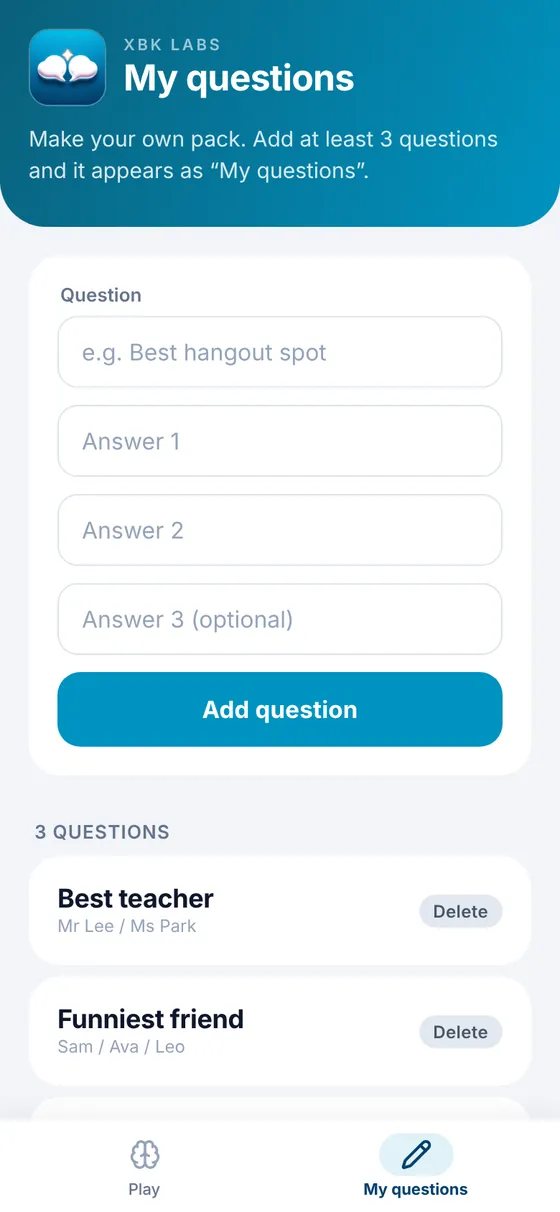 XBK LABS
My questions
Make your own pack. Add at least 3 questions
and it appears as “My questions”.
Question
e.g. Best hangout spot
Answer 1
Answer 2
Answer 3 (optional)
Add question
3 QUESTIONS
Best teacher
Mr Lee / Ms Park
Delete
Funniest friend
Sam / Ava / Leo
Delete
Play
My questions